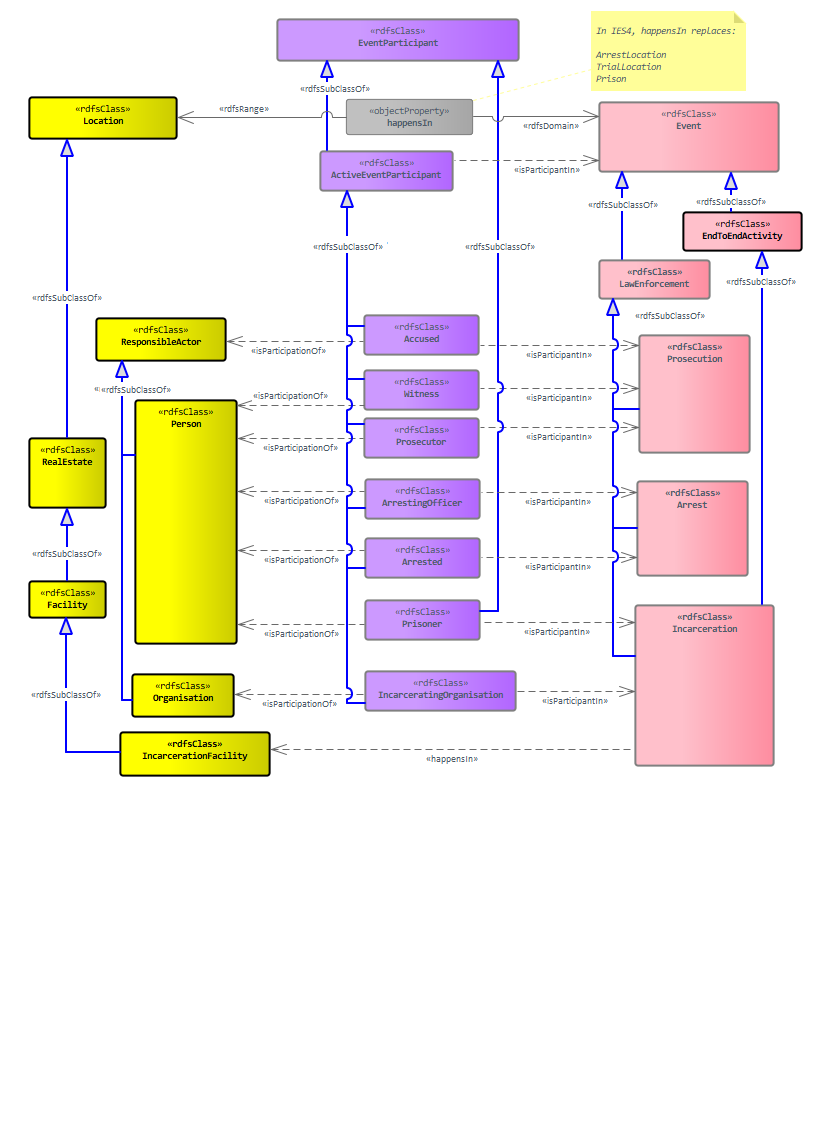 «rdfsClass»
EventParticipant
In IES4, happensIn replaces:
ArrestLocation
TrialLocation
Prison
«rdfsSubClassOf»
«rdfsClass»
Location
«rdfsRange»
«objectProperty»
happensIn
«rdfsDomain»
«rdfsClass»
Event
«rdfsClass»
ActiveEventParticipant
«isParticipantIn»
«rdfsSubClassOf»
«rdfsSubClassOf»
«rdfsClass»
EndToEndActivity
«rdfsSubClassOf»
«rdfsSubClassOf»
«rdfsClass»
LawEnforcement
«rdfsSubClassOf»
«rdfsSubClassOf»
«rdfsSubClassOf»
«rdfsClass»
ResponsibleActor
«isParticipationOf»
«rdfsClass»
Accused
«isParticipantIn»
«rdfsClass»
Prosecution
«rdfsSubClassOf»
«isParticipationOf»
«rdfsClass»
Witness
«isParticipantIn»
«rdfsClass»
Person
«isParticipationOf»
«rdfsClass»
Prosecutor
«isParticipantIn»
«rdfsClass»
RealEstate
«isParticipationOf»
«rdfsClass»
ArrestingOfficer
«isParticipantIn»
«rdfsClass»
Arrest
«rdfsSubClassOf»
«isParticipationOf»
«rdfsClass»
Arrested
«isParticipantIn»
«rdfsClass»
Facility
«isParticipationOf»
«rdfsClass»
Prisoner
«isParticipantIn»
«rdfsClass»
Incarceration
«rdfsSubClassOf»
«rdfsClass»
Organisation
«isParticipationOf»
«rdfsClass»
IncarceratingOrganisation
«isParticipantIn»
«rdfsClass»
IncarcerationFacility
«happensIn»